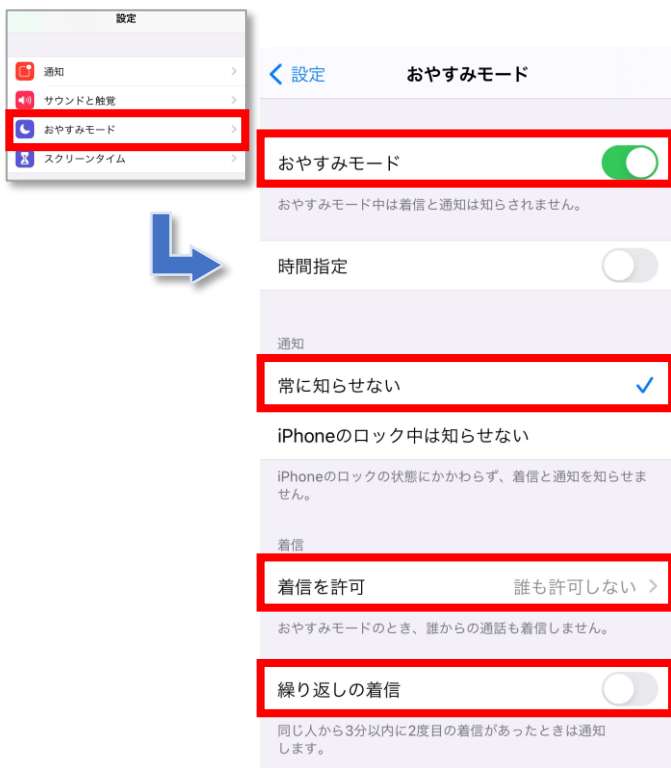 設定
通知
サウンドと触覚
おやすみモード
スクリーンタイム
設定
おやすみモード
おやすみモード
おやすみモード中は着信と通知は知らされません。
時間指定
通知
常に知らせない
iPhoneのロック中は知らせない
iPhoneのロックの状態にかかわらず、着信と通知を知らせま
せん。
着信
着信を許可 誰も許可しない
おやすみモードのとき、誰からの通話も着信しません。
繰り返しの着信
同じ人から3分以内に2度目の着信があったときは通知
します。